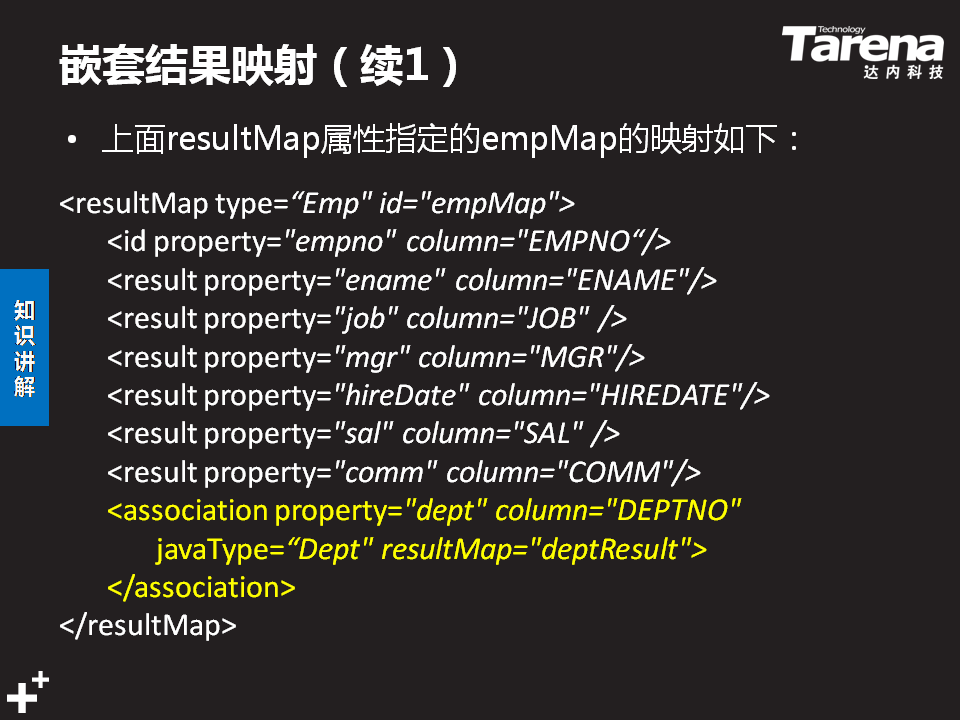 嵌套结果映射（续1）
Technology
Tarena
达内科技
• 上面resultMap属性指定的empMap的映射如下：
<resultMap type=“Emp" id="empMap">
<id property="empno" column="EMPNO“/>
<result property="ename" column="ENAME"/>
<result property="job" column="JOB" />
<result property="mgr" column="MGR"/>
<result property="hireDate" column="HIREDATE"/>
<result property="sal" column="SAL" />
<result property="comm" column="COMM"/>
<association property="dept" column="DEPTNO"
javaType=“Dept" resultMap="deptResult">
</association>
</resultMap>
知识讲解